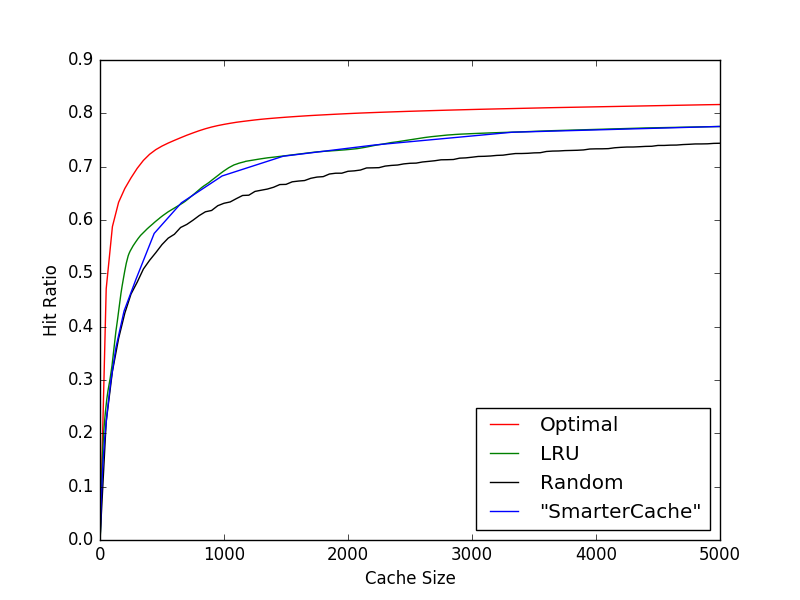 0.9
0.8
0.7
0.6
0.5
0.4
0.3
0.2
0.1
0.0
Hit Ratio
0 1000 2000 3000 4000 5000
Cache Size
Optimal
LRU
Random
"SmarterCache"